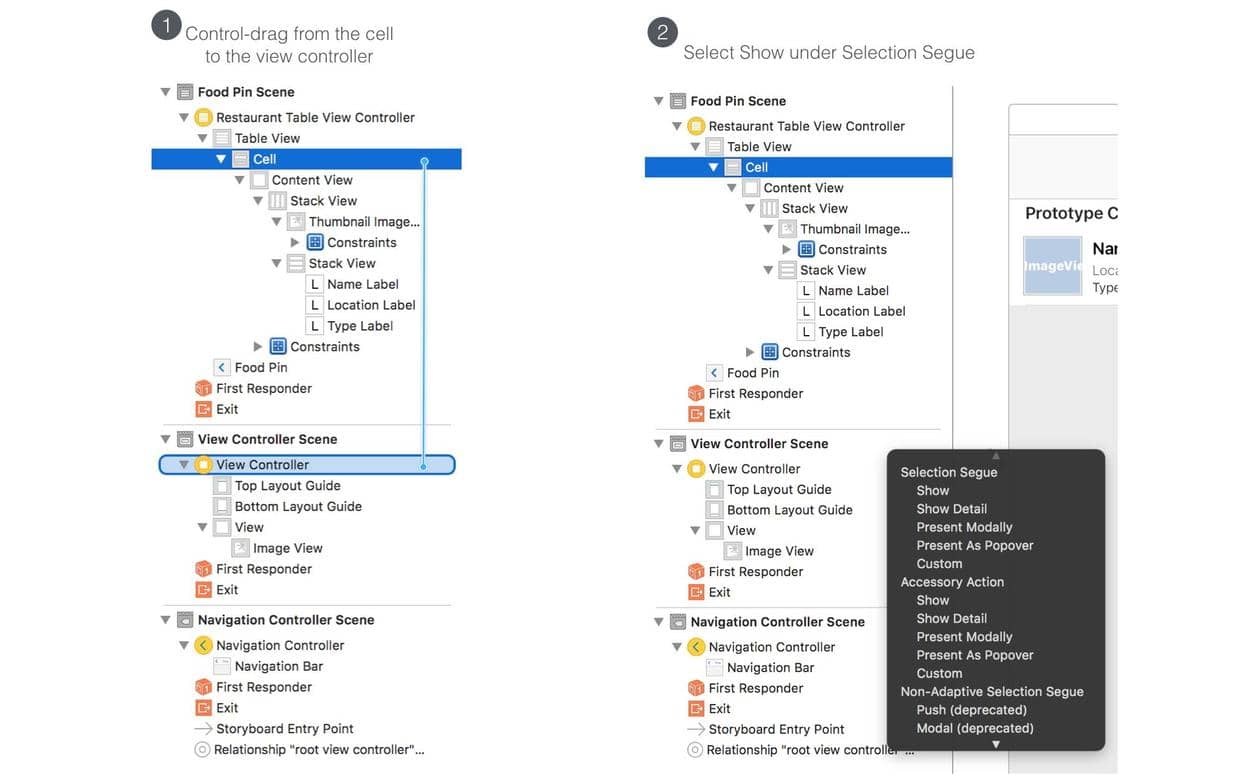 1
Control-drag from the cell
to the view controller
Food Pin Scene
Restaurant Table View Controller
Table View
Cell
Content View
Stack View
Thumbnail Image...
Constraints
Stack View
L Name Label
L Location Label
L Type Label
Constraints
Food Pin
First Responder
Exit
View Controller Scene
View Controller
Top Layout Guide
Bottom Layout Guide
View
Image View
First Responder
Exit
Navigation Controller Scene
Navigation Controller
Navigation Bar
First Responder
Exit
Storyboard Entry Point
Relationship "root view controller"...
2
Select Show under Selection Segue
Food Pin Scene
Restaurant Table View Controller
Table View
Cell
Content View
Stack View
Thumbnail Image...
Constraints
Stack View
L Name Label
L Location Label
L Type Label
Constraints
Food Pin
First Responder
Exit
View Controller Scene
View Controller
Top Layout Guide
Bottom Layout Guide
View
Image View
First Responder
Exit
Navigation Controller Scene
Navigation Controller
Navigation Bar
First Responder
Exit
Storyboard Entry Point
Relationship "root view controller"...
Prototype C
ImageVie
Nar
Loca
Type
Selection Segue
Show
Show Detail
Present Modally
Present As Popover
Custom
Accessory Action
Show
Show Detail
Present Modally
Present As Popover
Custom
Non-Adaptive Selection Segue
Push (deprecated)
Modal (deprecated)